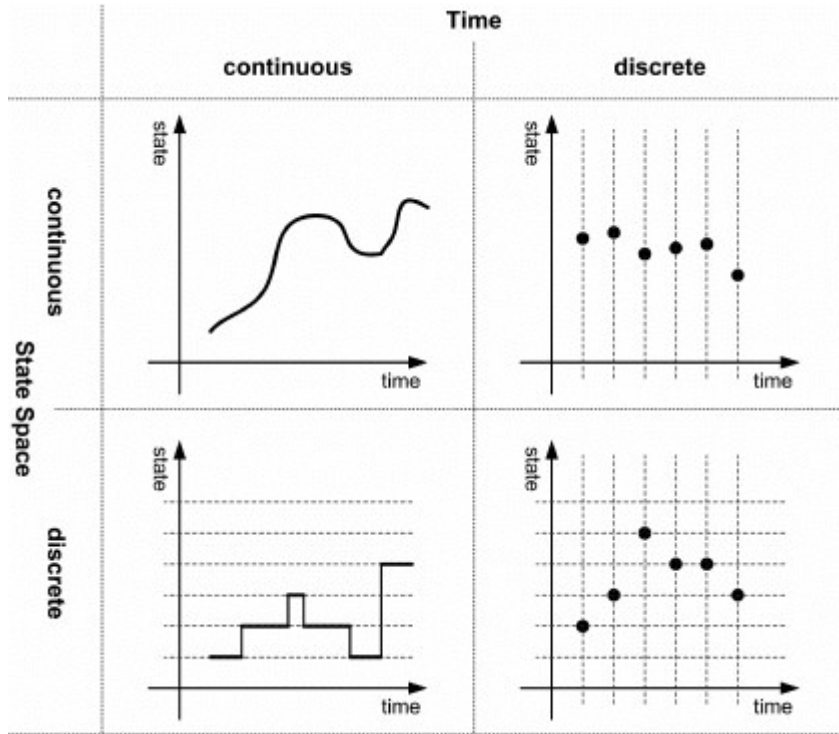 Time
continuous
discrete
State Space
continuous
state
time
state
time
discrete
state
time
state
time